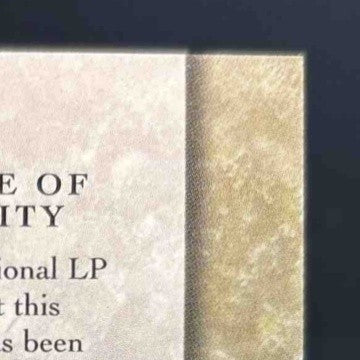 E OF
ITY
ional LP
t this
s been